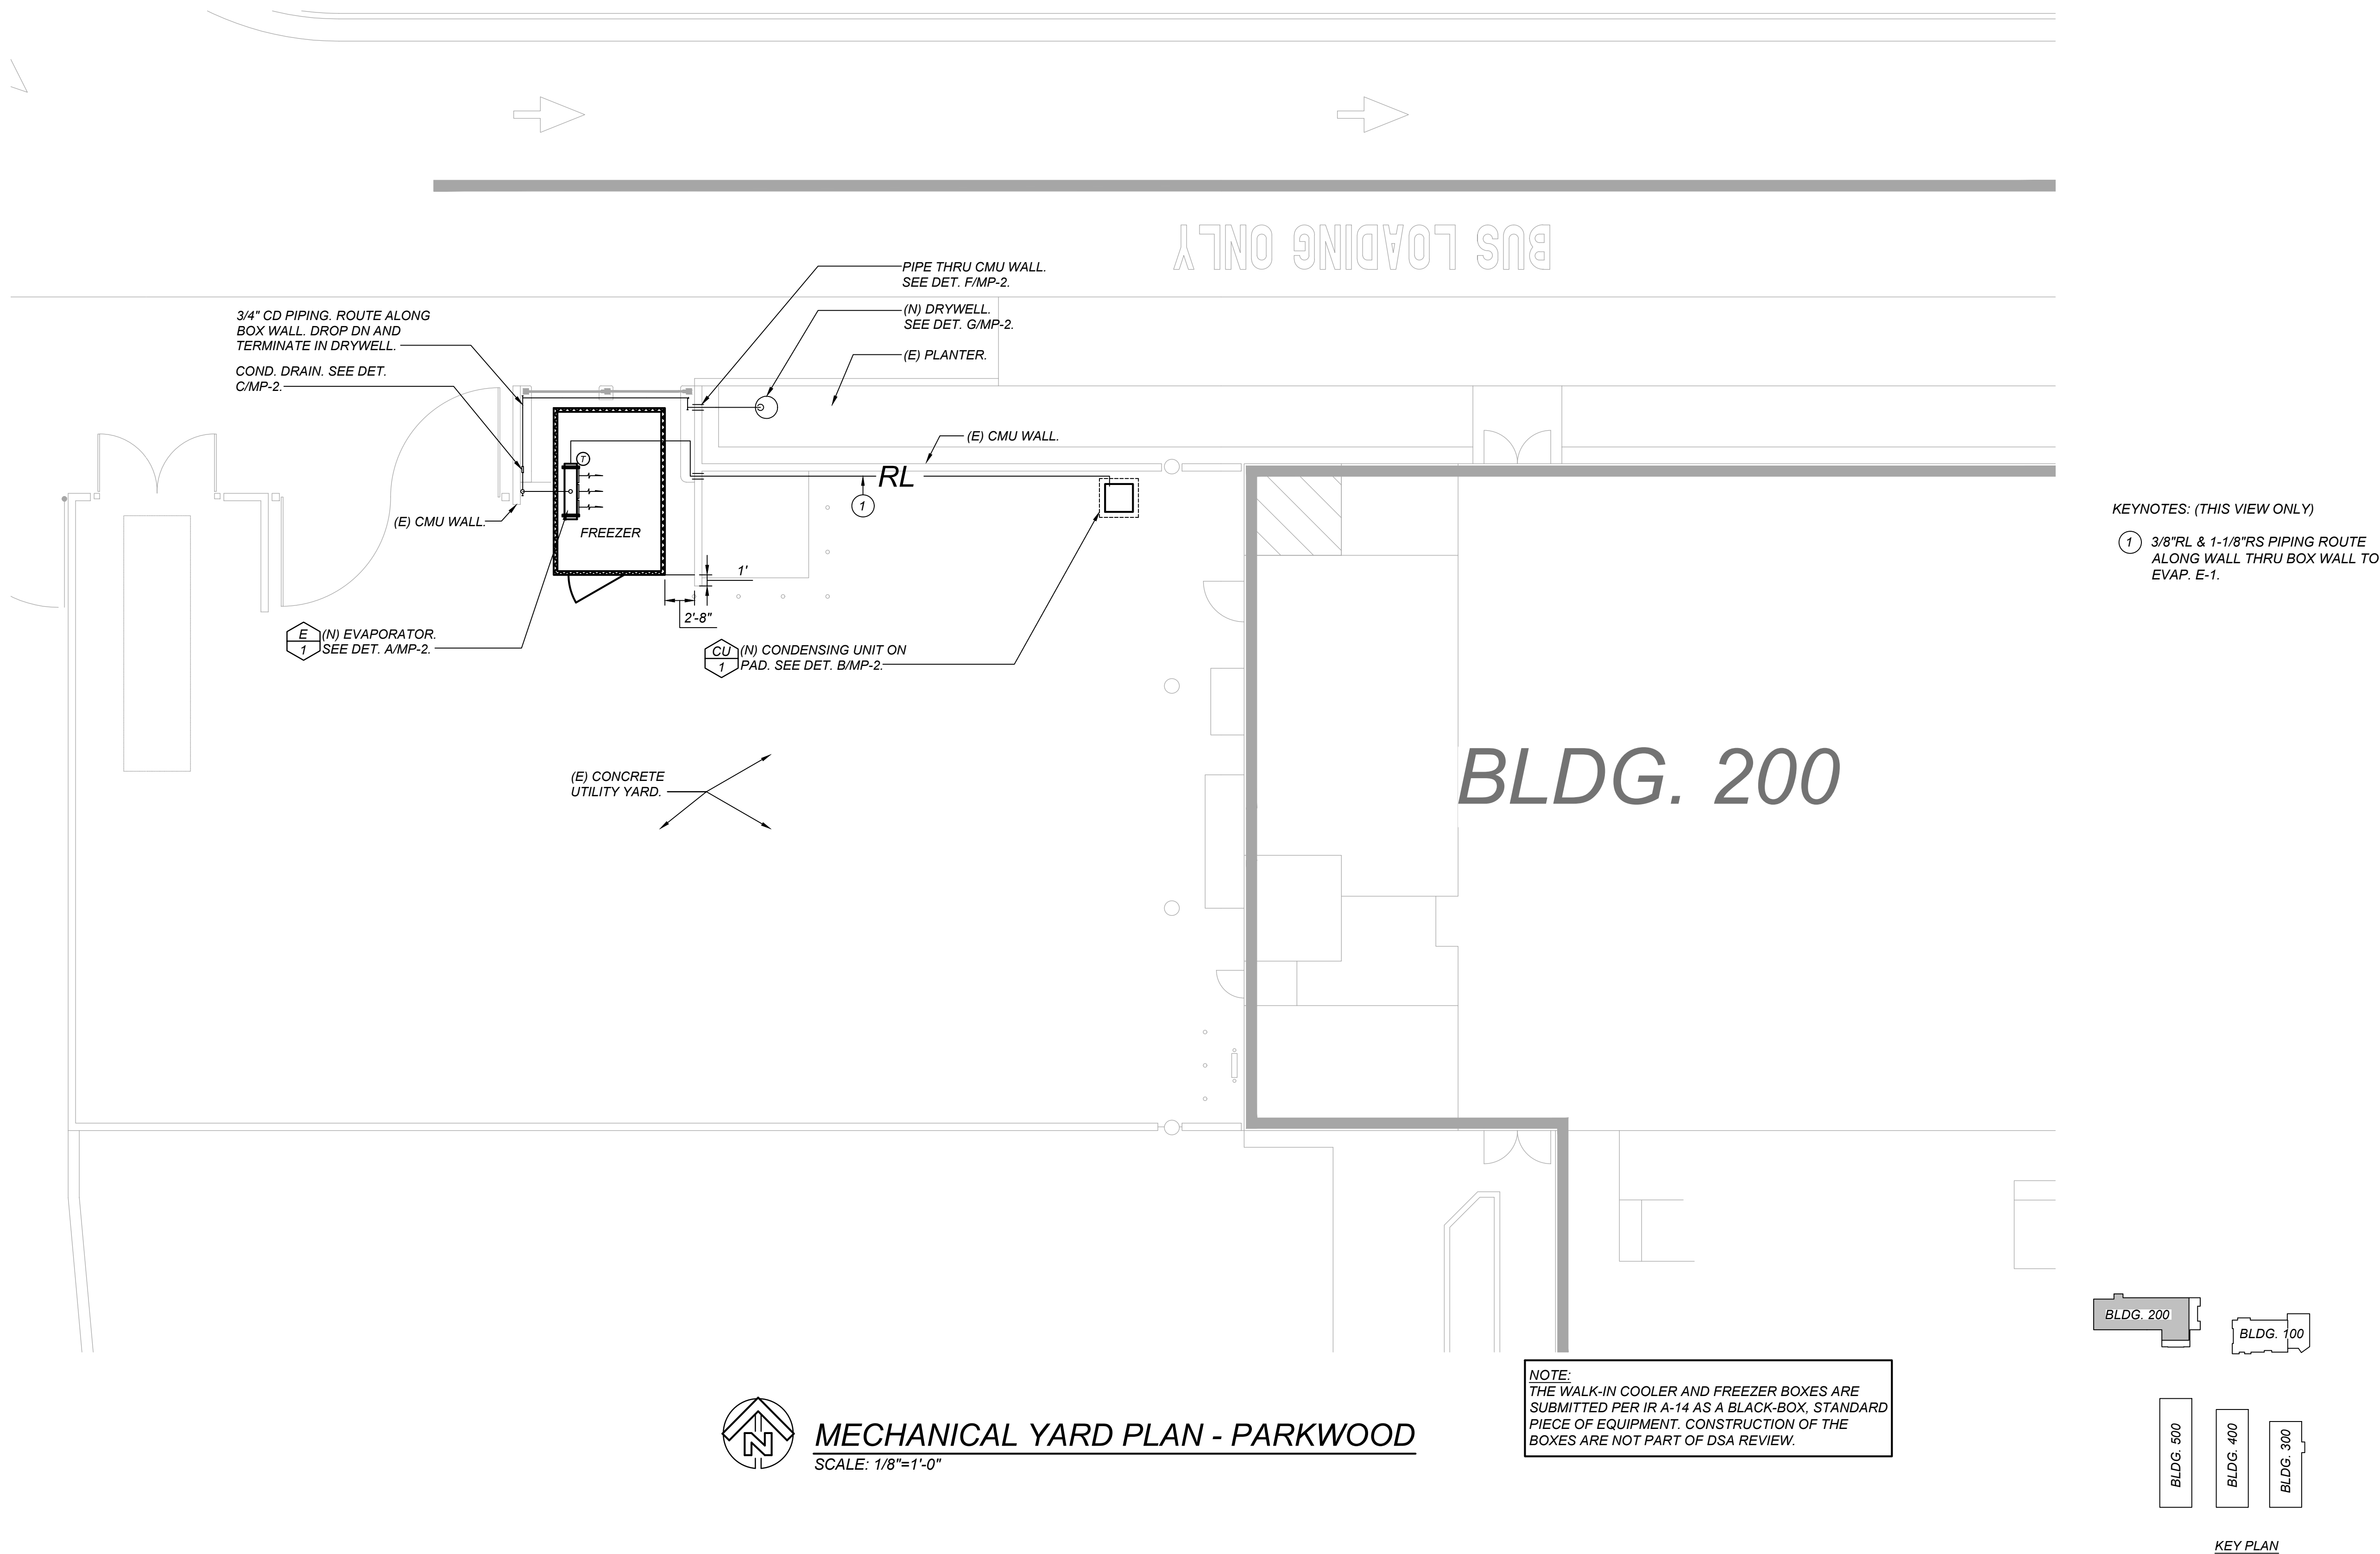 BUS LOADING ONLY
PIPE THRU CMU WALL.
SEE DET. F/MP-2.
(N) DRYWELL.
SEE DET. G/MP-2.
(E) PLANTER.
3/4" CD PIPING. ROUTE ALONG
BOX WALL. DROP DN AND
TERMINATE IN DRYWELL.
COND. DRAIN. SEE DET.
C/MP-2.
(E) CMU WALL.
T
RL
1
(E) CMU WALL.
FREEZER
1'
2'-8"
E
1
(N) EVAPORATOR.
SEE DET. A/MP-2.
CU
1
(N) CONDENSING UNIT ON
PAD. SEE DET. B/MP-2.
(E) CONCRETE
UTILITY YARD.
BLDG. 200
KEYNOTES: (THIS VIEW ONLY)
1 3/8"RL & 1-1/8"RS PIPING ROUTE
ALONG WALL THRU BOX WALL TO
EVAP. E-1.
N
MECHANICAL YARD PLAN - PARKWOOD
SCALE: 1/8"=1'-0"
NOTE:
THE WALK-IN COOLER AND FREEZER BOXES ARE
SUBMITTED PER IR A-14 AS A BLACK-BOX, STANDARD
PIECE OF EQUIPMENT. CONSTRUCTION OF THE
BOXES ARE NOT PART OF DSA REVIEW.
BLDG. 200
BLDG. 100
BLDG. 500
BLDG. 400
BLDG. 300
KEY PLAN